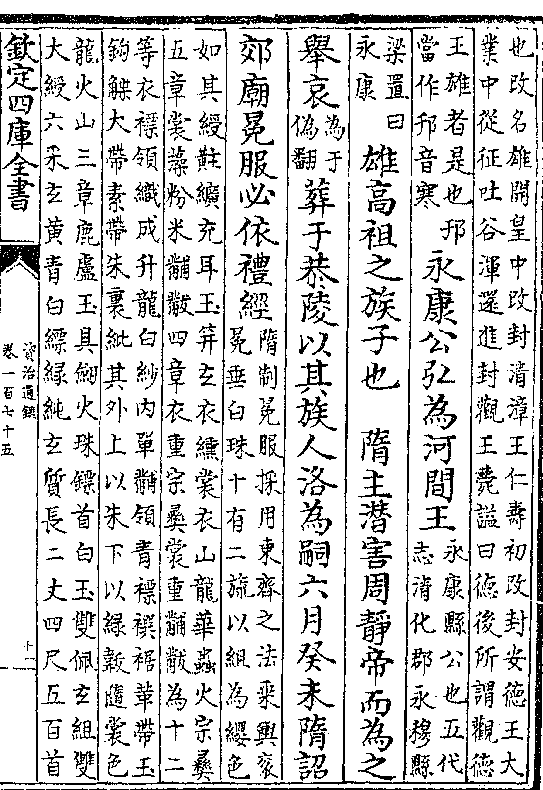 也改名雄開皇中改封清漳王仁壽初改封安德王大
業中從征吐谷渾還進封觀王薨謚曰德後所謂觀德
王雄者是也邘
當作邗音寒
永康公弘為河間王
永康縣公也五代
志清化郡永穆縣
梁置曰
永康
雄高祖之族子也　隋主潛害周靜帝而為之
舉哀
為于
偽翻
葬于恭陵以其族人洛為嗣六月癸未隋詔
郊廟冕服必依禮經
隋制冕服採用東齊之法乘輿衮
冕垂白珠十有二旒以組為纓色
如其綬黈纊充耳玉笄玄衣纁裳衣山龍華蟲火宗彞
五章裳藻粉米黼黻四章衣重宗彞裳重黼黻為十二
等衣褾領織成升龍白紗内單黼領青褾襈裾革帶玉
鉤䚢大帶素帶朱裏紕其外上以朱下以緑韍隨裳色
龍火山三章鹿盧玉具劒火珠鏢首白玉雙佩玄組雙
大綬六采玄黄青白縹緑純玄質長二丈四尺五百首
欽定四庫全書
資治通鑑
卷一百七十五
十二